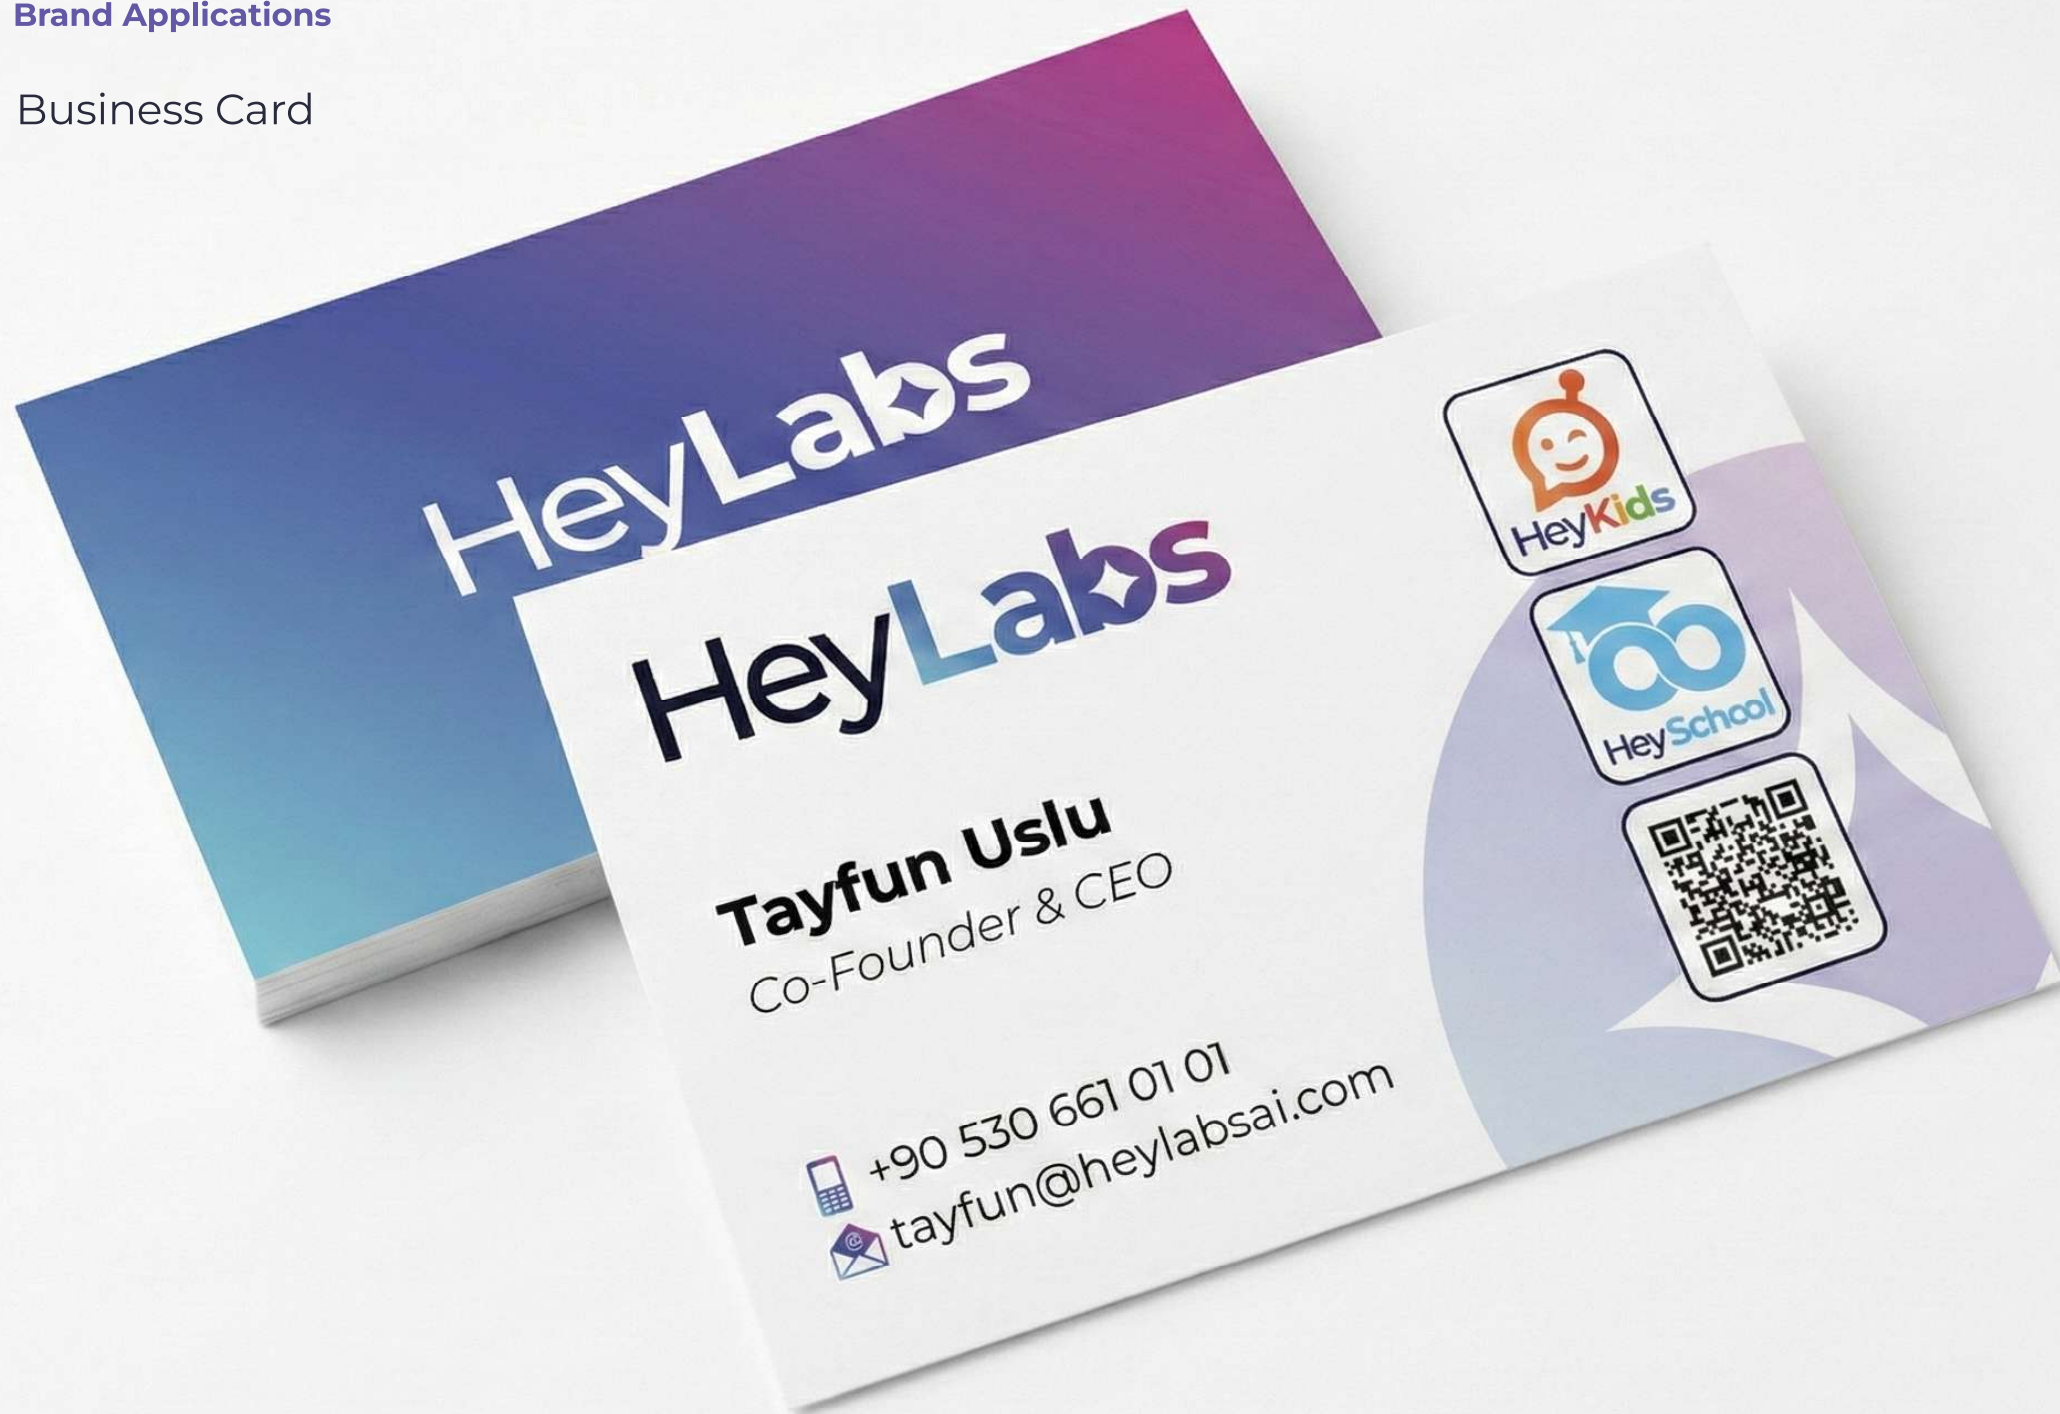 Brand Applications
Business Card
HeyLabs
HeyLabs
Tayfun Uslu
Co-Founder & CEO
+90 530 661 01 01
tayfun@heylabsai.com
HeyKids
HeySchool